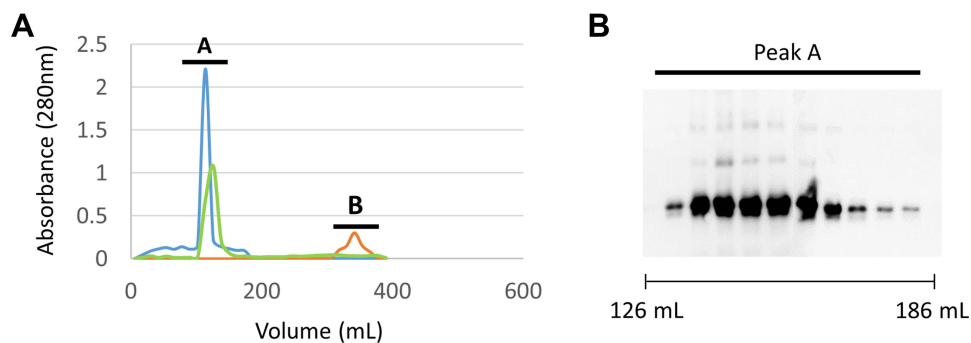 A
B
2.5
2
1.5
1
0.5
0
Absorbance (280nm)
A
B
0 200 400 600
Volume (mL)
Peak A
126 mL 186 mL